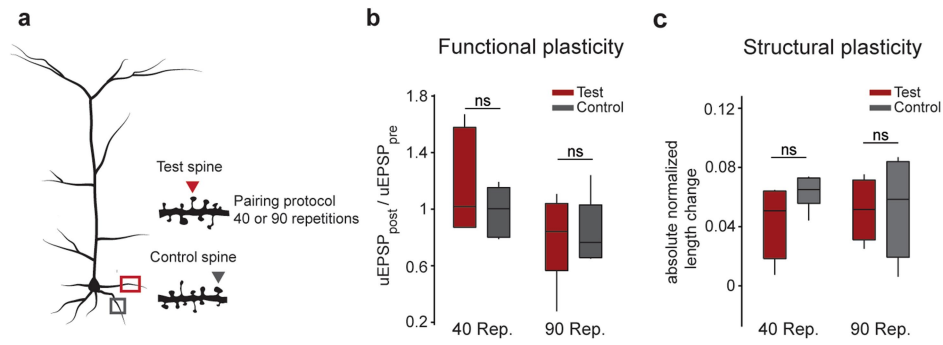 a
Test spine
Pairing protocol
40 or 90 repetitions
Control spine
b
Functional plasticity
Test
Control
ns
ns
1.8
1.4
1
0.6
0.2
uEPSPpost / uEPSPpre
40 Rep.
90 Rep.
c
Structural plasticity
Test
Control
ns
ns
0.12
0.08
0.04
0
absolute normalized
length change
40 Rep.
90 Rep.